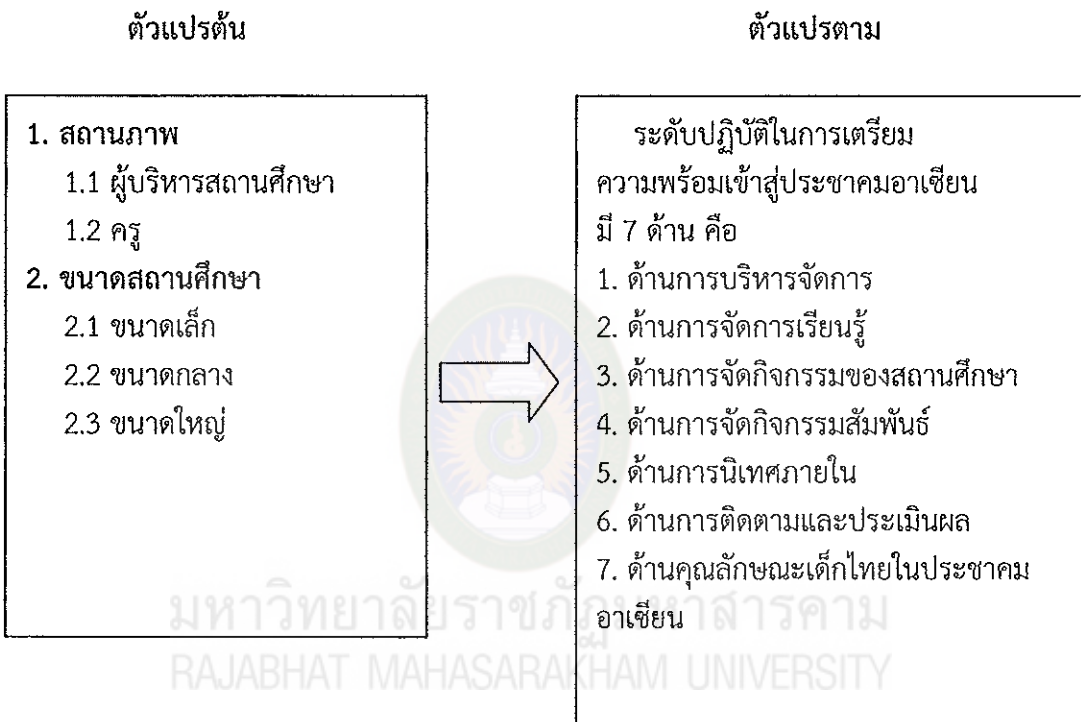 ตัวแปรต้น
ตัวแปรตาม
1. สถานภาพ
1.1 ผู้บริหารสถานศึกษา
1.2 ครู
2. ขนาดสถานศึกษา
2.1 ขนาดเล็ก
2.2 ขนาดกลาง
2.3 ขนาดใหญ่
ระดับปฏิบัติในการเตรียม
ความพร้อมเข้าสู่ประชาคมอาเซียน
มี 7 ด้าน คือ
1. ด้านการบริหารจัดการ
2. ด้านการจัดการเรียนรู้
3. ด้านการจัดกิจกรรมของสถานศึกษา
4. ด้านการจัดกิจกรรมสัมพันธ์
5. ด้านการนิเทศภายใน
6. ด้านการติดตามและประเมินผล
7. ด้านคุณลักษณะเด็กไทยในประชาคม
อาเซียน
มหาวิทยาลัยราชภัฏมหาสารคาม
RAJABHAT MAHASARAKHAM UNIVERSITY